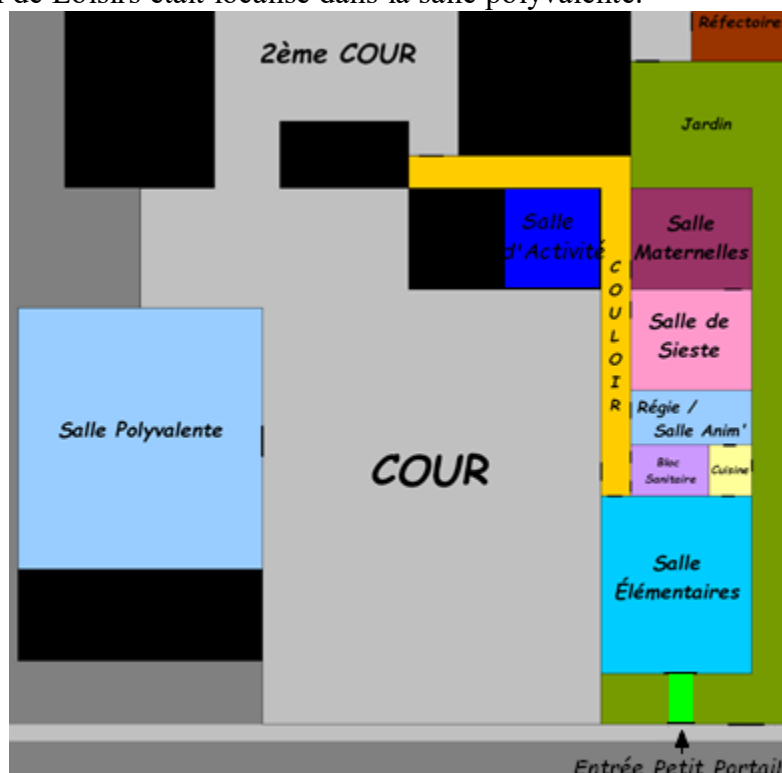 de Loisirs était localisé dans la salle polyvalente.
Réfectoire
2ème COUR
Jardin
Salle
d'Activité
Salle
Maternelles
C
O
U
L
O
I
R
Salle de
Sieste
Salle Polyvalente
Régie /
Salle Anim'
COUR
Bloc
Sanitaire
Cuisine
Salle
Élémentaires
Entrée Petit Portail